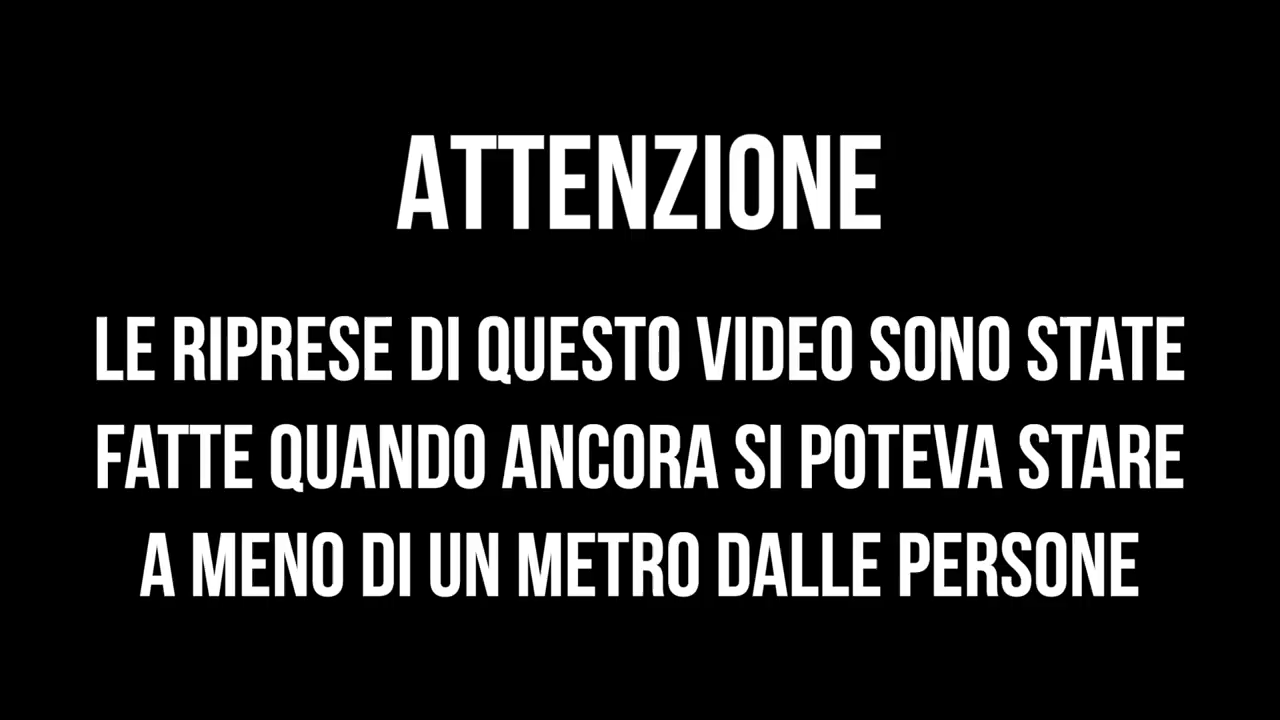 ATTENZIONE
LE RIPRESE DI QUESTO VIDEO SONO STATE
FATTE QUANDO ANCORA SI POTEVA STARE
A MENO DI UN METRO DALLE PERSONE